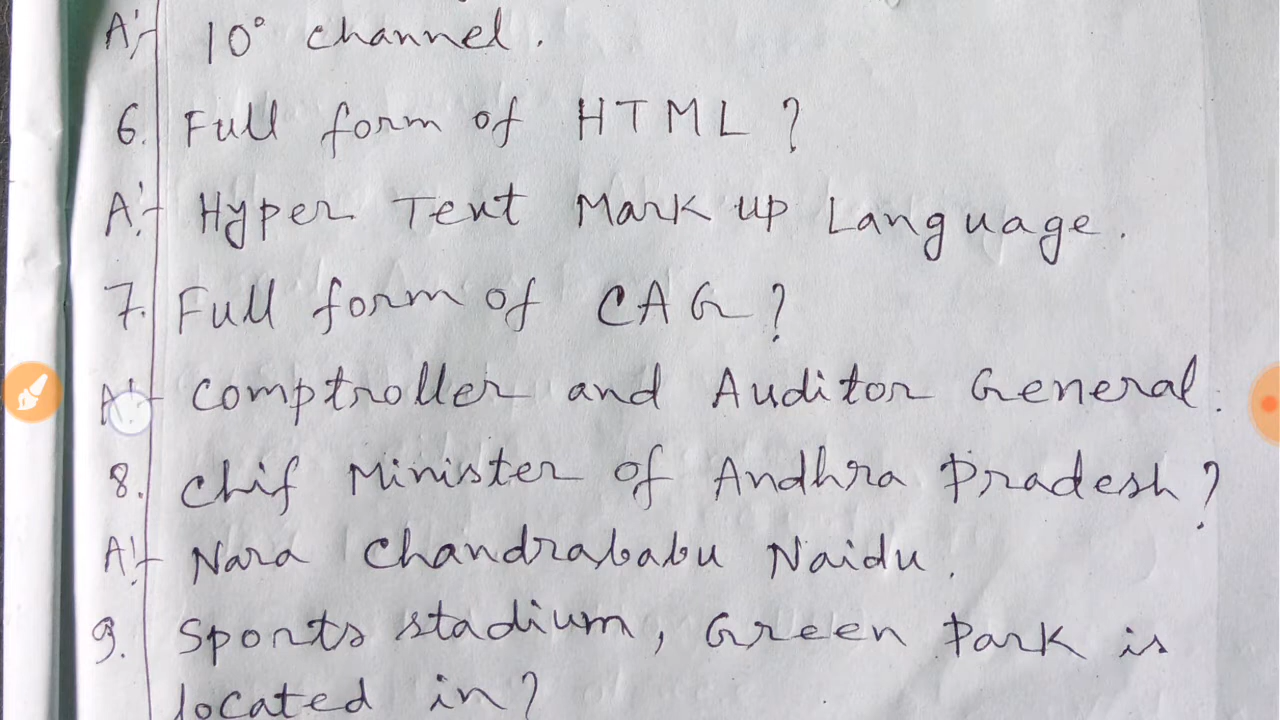 A:- 10° channel.
6. Full form of HTML?
A:- Hyper Text Mark up Language.
7. Full form of CAG?
A:- comptroller and Auditor General.
8. Chif Minister of Andhra Pradesh?
A:- Nara Chandrababu Naidu.
9. Sports stadium, Green Park is
located in?